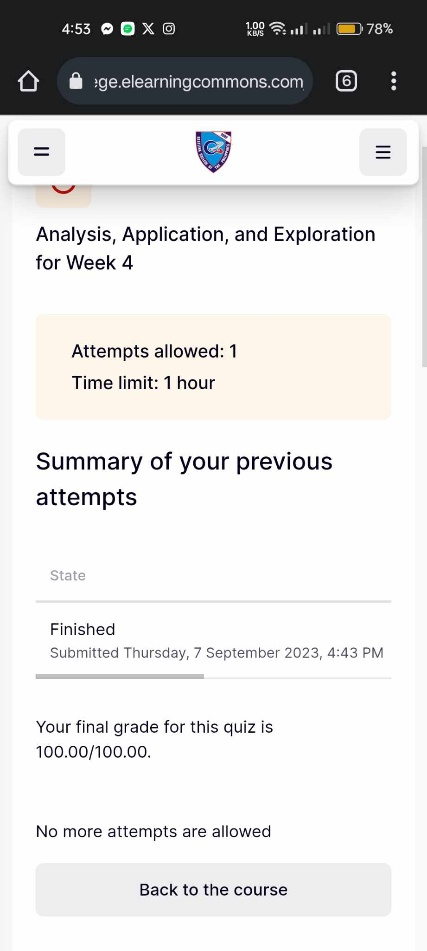 4:53
1.00
KB/S
78%
ege.elearningcommons.com
6
Analysis, Application, and Exploration
for Week 4
Attempts allowed: 1
Time limit: 1 hour
Summary of your previous
attempts
State
Finished
Submitted Thursday, 7 September 2023, 4:43 PM
Your final grade for this quiz is
100.00/100.00.
No more attempts are allowed
Back to the course